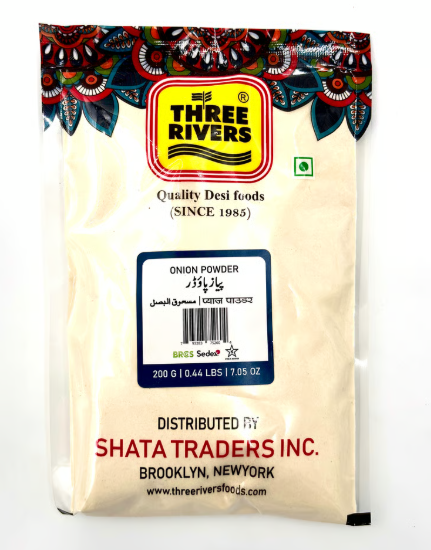 THREE
RIVERS
®
Quality Desi foods
(SINCE 1985)
ONION POWDER
پیاز پاؤڈر
مسحوق البصل | प्याज पाउडर
BRCS Sedex
200 G | 0.44 LBS | 7.05 OZ
DISTRIBUTED BY
SHATA TRADERS INC.
BROOKLYN, NEWYORK
www.threeriversfoods.com